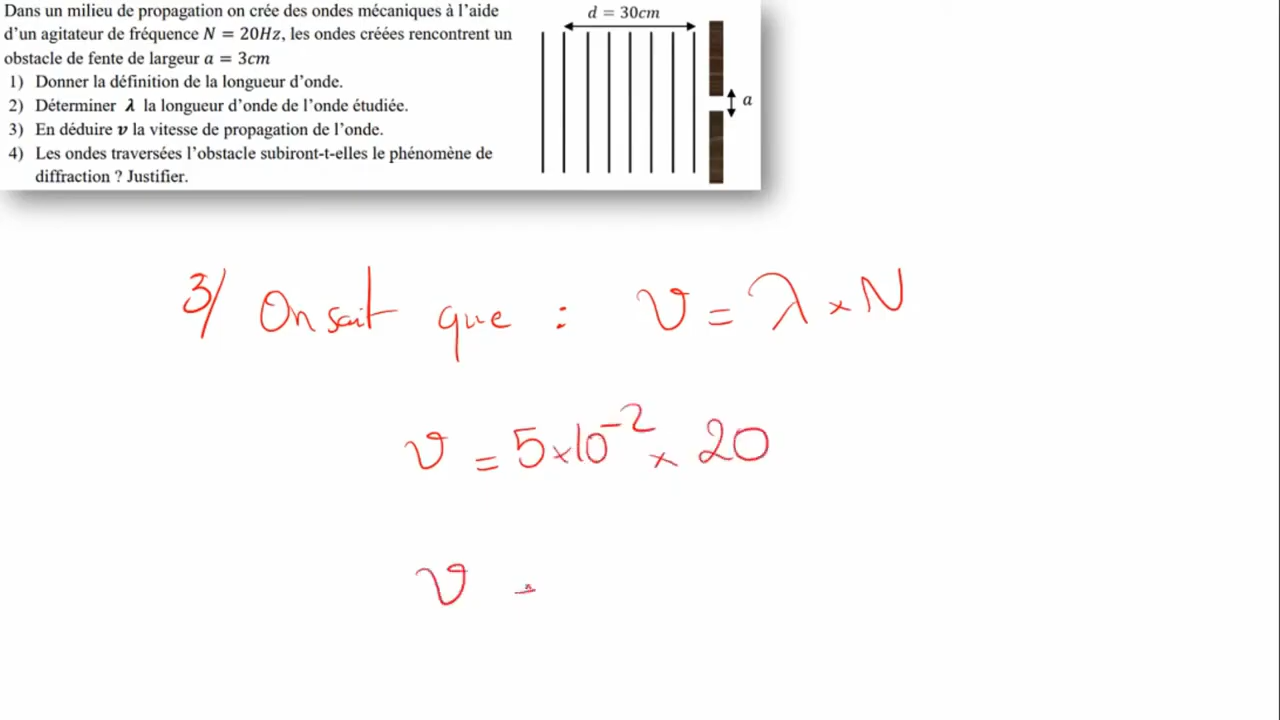 Dans un milieu de propagation on crée des ondes mécaniques à l'aide
d'un agitateur de fréquence N = 20Hz, les ondes créées rencontrent un
obstacle de fente de largeur a = 3cm
1) Donner la définition de la longueur d'onde.
2) Déterminer λ la longueur d'onde de l'onde étudiée.
3) En déduire v la vitesse de propagation de l'onde.
4) Les ondes traversées l'obstacle subiront-t-elles le phénomène de
diffraction ? Justifier.
d = 30cm
a
3/ On sait que : v = λ × N
v = 5×10⁻² × 20
v =